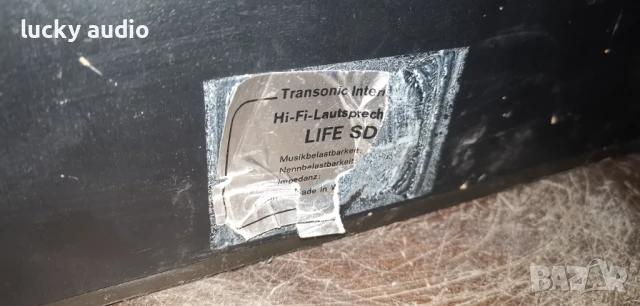 lucky audio
Transonic Inter
Hi-Fi-Lautsprech
LIFE SD
Musikbelastbarkeit:
Nennbelastbarkeit
Impedanz:
Made in W
BAZAR